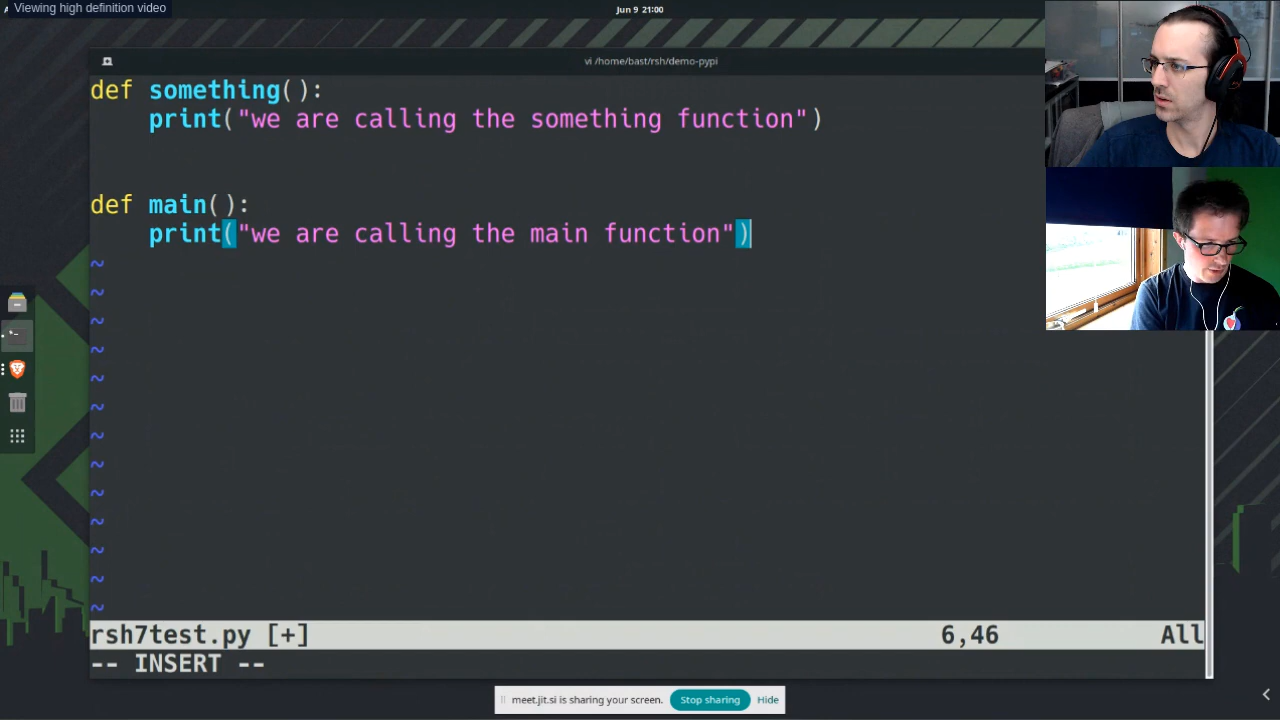 Viewing high definition video
Jun 9 21:00
vi /home/bast/rsh/demo-pypi
def something():
    print("we are calling the something function")
def main():
    print("we are calling the main function")
~
~
~
~
~
~
~
~
~
~
~
~
~
rsh7test.py [+] 6,46 All
-- INSERT --
meet.jit.si is sharing your screen. Stop sharing Hide